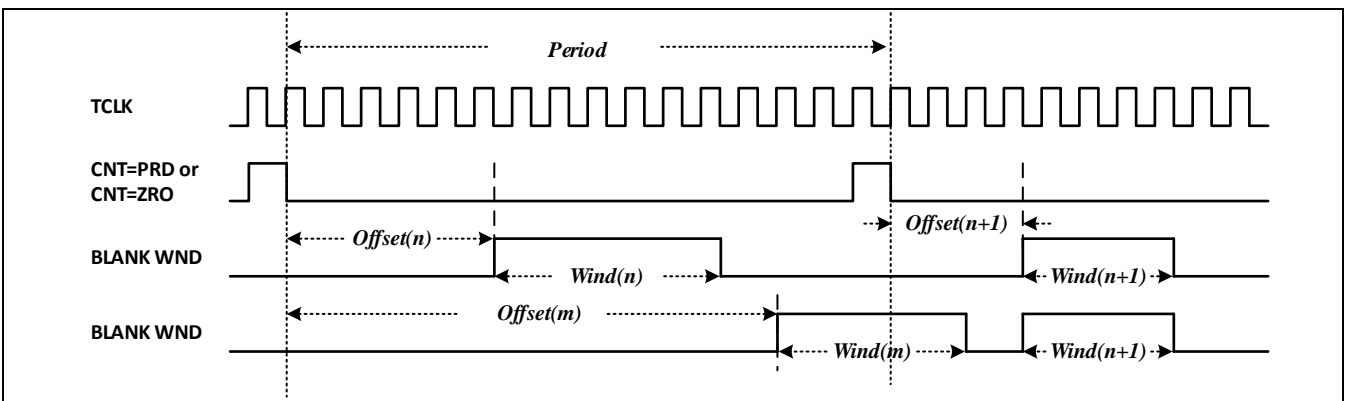 Period
TCLK
CNT=PRD or
CNT=ZRO
Offset(n)
Offset(n+1)
BLANK WND
Wind(n)
Wind(n+1)
Offset(m)
BLANK WND
Wind(m)
Wind(n+1)